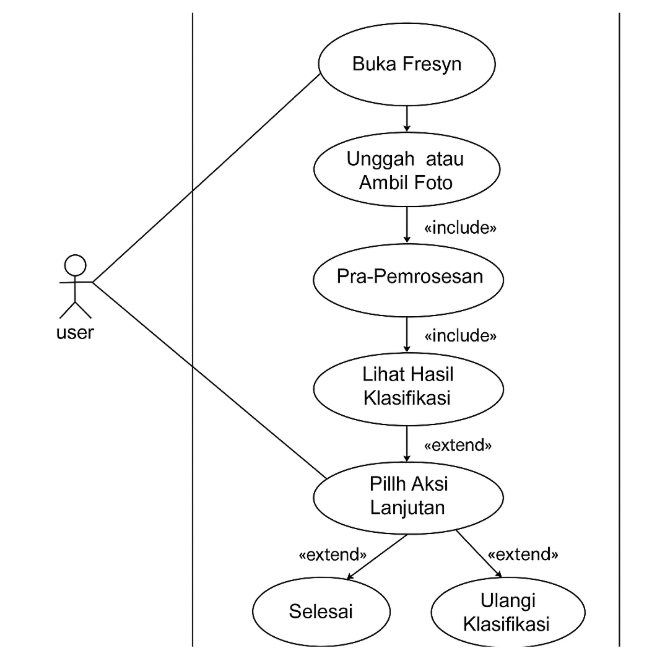 Buka Fresyn
Unggah atau
Ambil Foto
«include»
Pra-Pemrosesan
«include»
user
Lihat Hasil
Klasifikasi
«extend»
Pillh Aksi
Lanjutan
«extend»
«extend»
Selesai
Ulangi
Klasifikasi